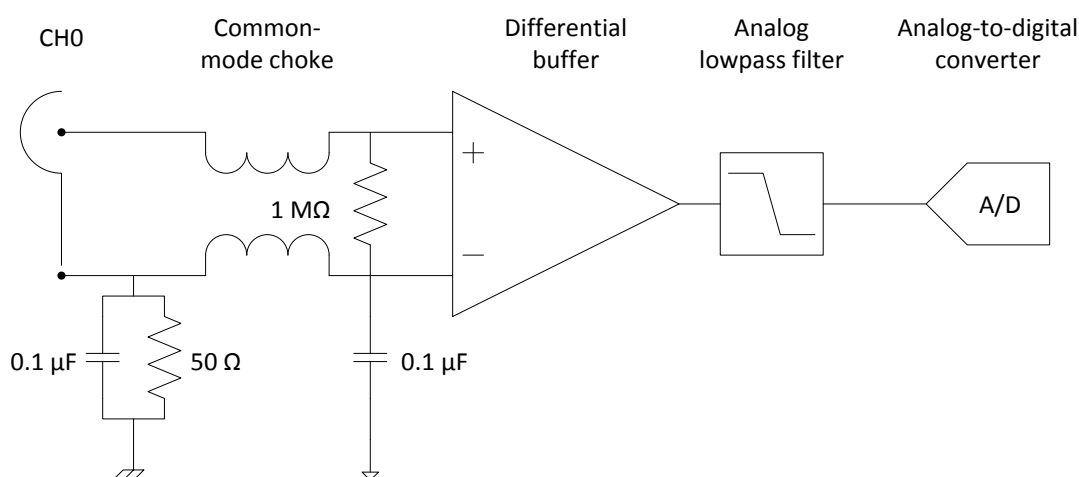 CH0
Common-
mode choke
Differential
buffer
Analog
lowpass filter
Analog-to-digital
converter
+
1 MΩ
−
A/D
0.1 µF
50 Ω
0.1 µF